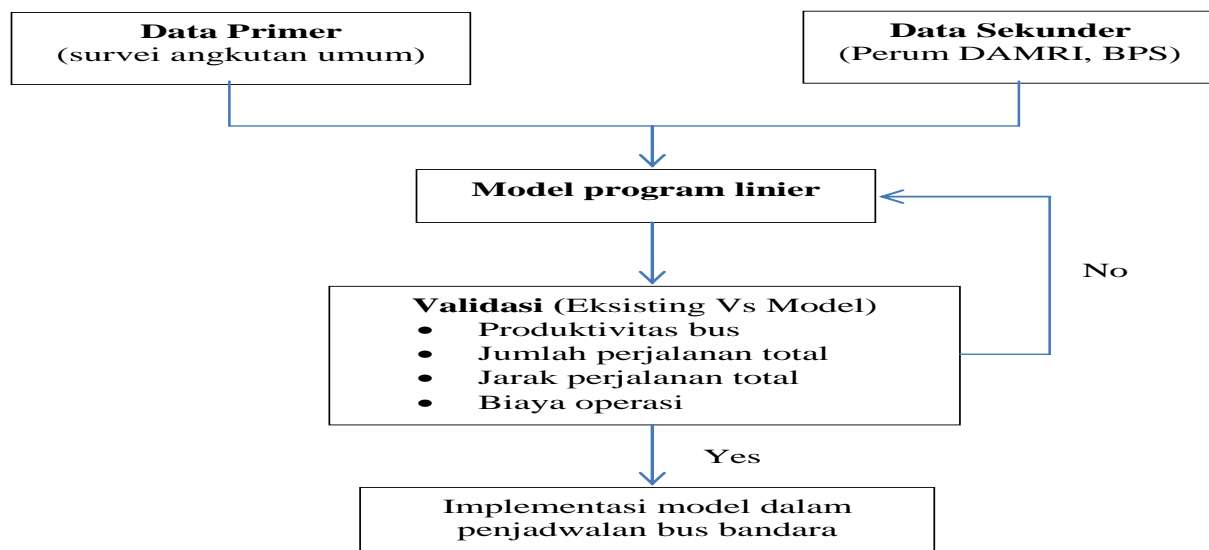 Data Primer
(survei angkutan umum)
Data Sekunder
(Perum DAMRI, BPS)
Model program linier
No
Validasi (Eksisting Vs Model)
• Produktivitas bus
• Jumlah perjalanan total
• Jarak perjalanan total
• Biaya operasi
Yes
Implementasi model dalam
penjadwalan bus bandara